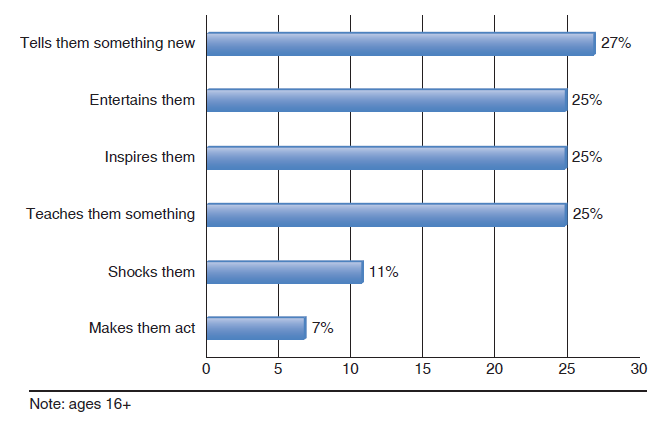 Tells them something new 27%
Entertains them 25%
Inspires them 25%
Teaches them something 25%
Shocks them 11%
Makes them act 7%
0 5 10 15 20 25 30
Note: ages 16+